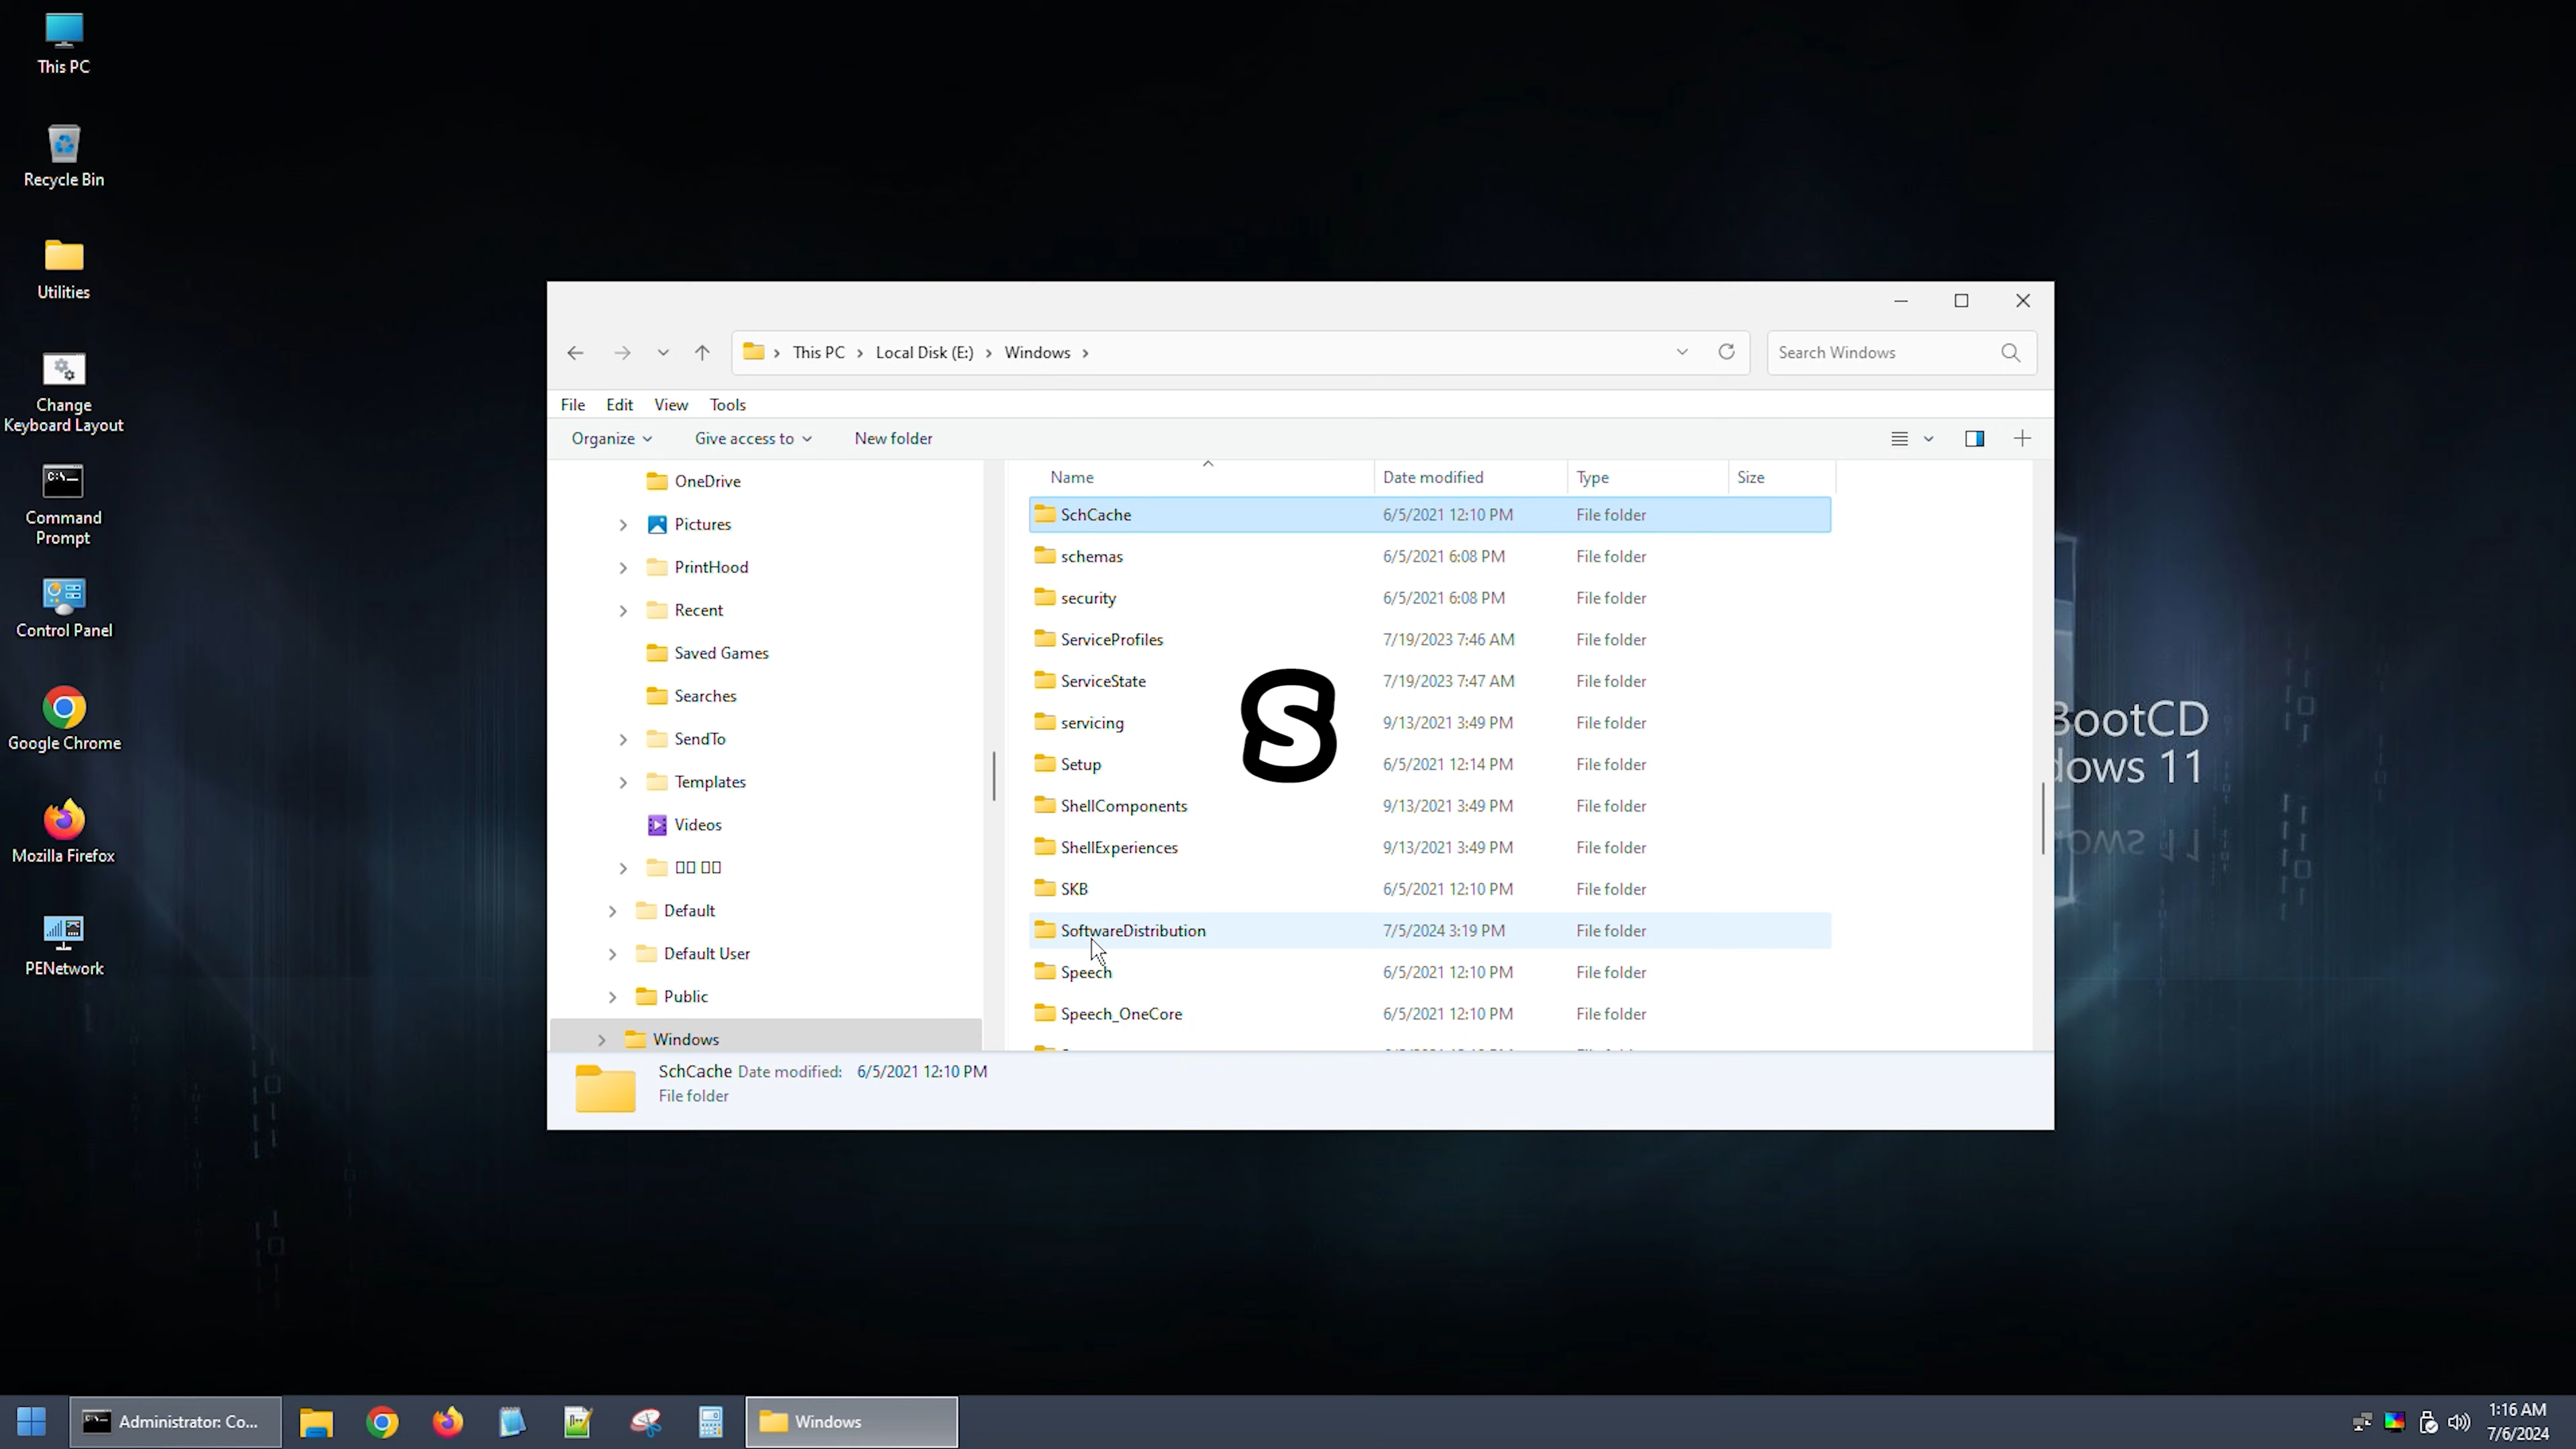 This PC
Recycle Bin
Utilities
Change
Keyboard Layout
Command
Prompt
Control Panel
Google Chrome
Mozilla Firefox
PENetwork
This PC
Local Disk (E:)
Windows
Search Windows
File
Edit
View
Tools
Organize
Give access to
New folder
OneDrive
Pictures
PrintHood
Recent
Saved Games
Searches
SendTo
Templates
Videos
Default
Default User
Public
Windows
Name
Date modified
Type
Size
SchCache 6/5/2021 12:10 PM File folder
schemas 6/5/2021 6:08 PM File folder
security 6/5/2021 6:08 PM File folder
ServiceProfiles 7/19/2023 7:46 AM File folder
ServiceState 7/19/2023 7:47 AM File folder
servicing 9/13/2021 3:49 PM File folder
Setup 6/5/2021 12:14 PM File folder
ShellComponents 9/13/2021 3:49 PM File folder
ShellExperiences 9/13/2021 3:49 PM File folder
SKB 6/5/2021 12:10 PM File folder
SoftwareDistribution 7/5/2024 3:19 PM File folder
Speech 6/5/2021 12:10 PM File folder
Speech_OneCore 6/5/2021 12:10 PM File folder
S
SchCache Date modified: 6/5/2021 12:10 PM
File folder
BootCD
dows 11
Administrator: Co...
Windows
1:16 AM
7/6/2024